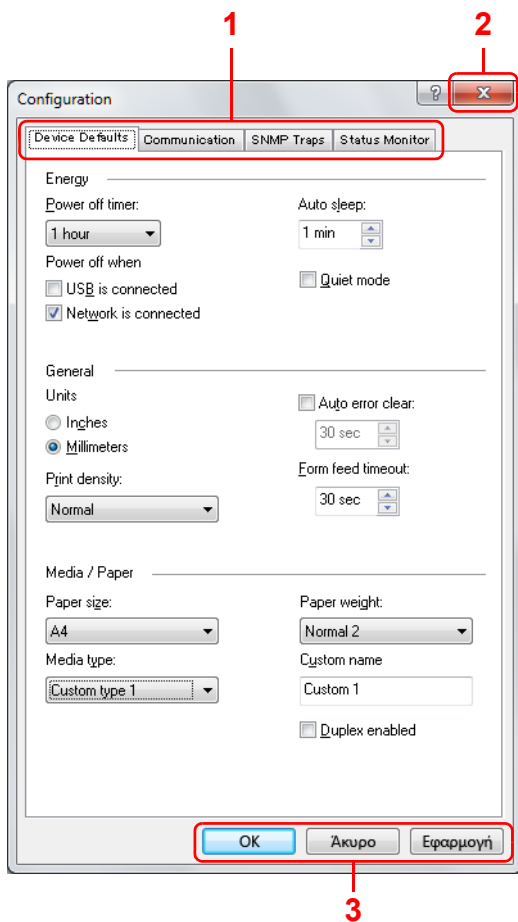 1
2
Configuration
?
Device Defaults Communication SNMP Traps Status Monitor
Energy
Power off timer:
Auto sleep:
1 hour
1 min
Power off when
USB is connected
Quiet mode
Network is connected
General
Units
Auto error clear:
Inches
30 sec
Millimeters
Print density:
Form feed timeout:
Normal
30 sec
Media / Paper
Paper size:
Paper weight:
A4
Normal 2
Media type:
Custom name
Custom type 1
Custom 1
Duplex enabled
OK Άκυρο Εφαρμογή
3